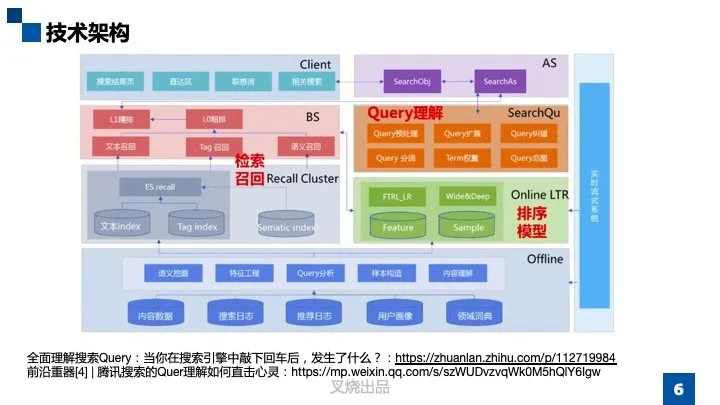 技术架构
Client
搜索结果页
直达区
联想词
相关搜索
AS
SearchObj
SearchAs
BS
L1精排
L0粗排
文本召回
Tag 召回
语义召回
Query理解
SearchQu
Query预处理
Query扩展
Query纠错
Query 分词
Term权重
Query意图
检索
召回
Recall Cluster
ES recall
文本index
Tag index
Sematic index
Online LTR
FTRL_LR
Wide&Deep
排序
模型
Feature
Sample
实时流式系统
Offline
语义挖掘
特征工程
Query分析
样本构造
内容理解
内容数据
搜索日志
推荐日志
用户画像
领域词典
全面理解搜索Query：当你在搜索引擎中敲下回车后，发生了什么？：https://zhuanlan.zhihu.com/p/112719984
前沿重器[4] | 腾讯搜索的Quer理解如何直击心灵：https://mp.weixin.qq.com/s/szWUDvzvqWk0M5hQlY6Igw
叉烧出品
6